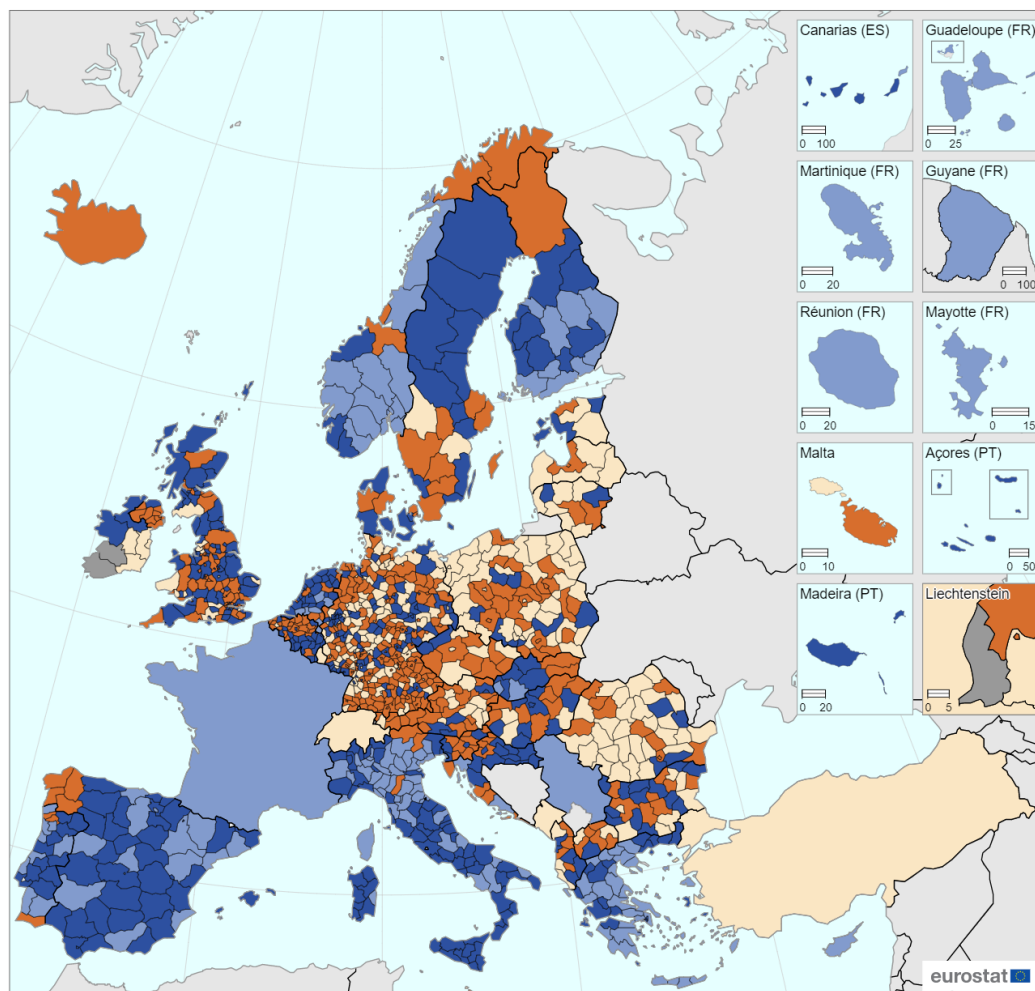 Canarias (ES)
0 100
Guadeloupe (FR)
0 25
Martinique (FR)
0 20
Guyane (FR)
0 100
Réunion (FR)
0 20
Mayotte (FR)
0 15
Malta
0 10
Açores (PT)
0 50
Madeira (PT)
0 20
Liechtenstein
0 5
eurostat